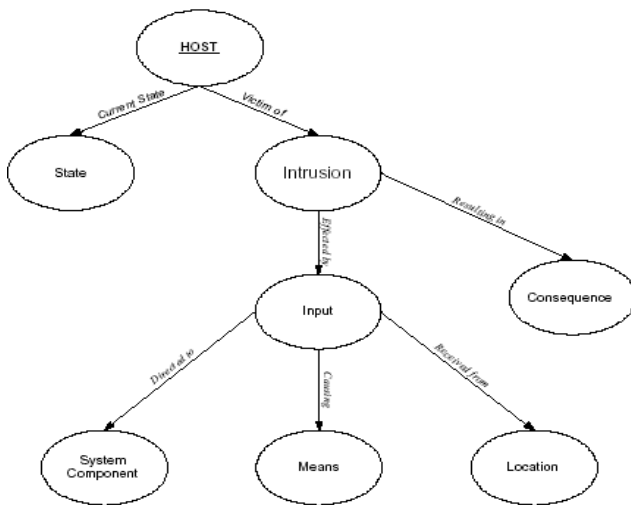 HOST
Current State
Victim of
State
Intrusion
Resulting in
Effected by
Consequence
Input
Directed to
Causing
Received from
System
Component
Means
Location